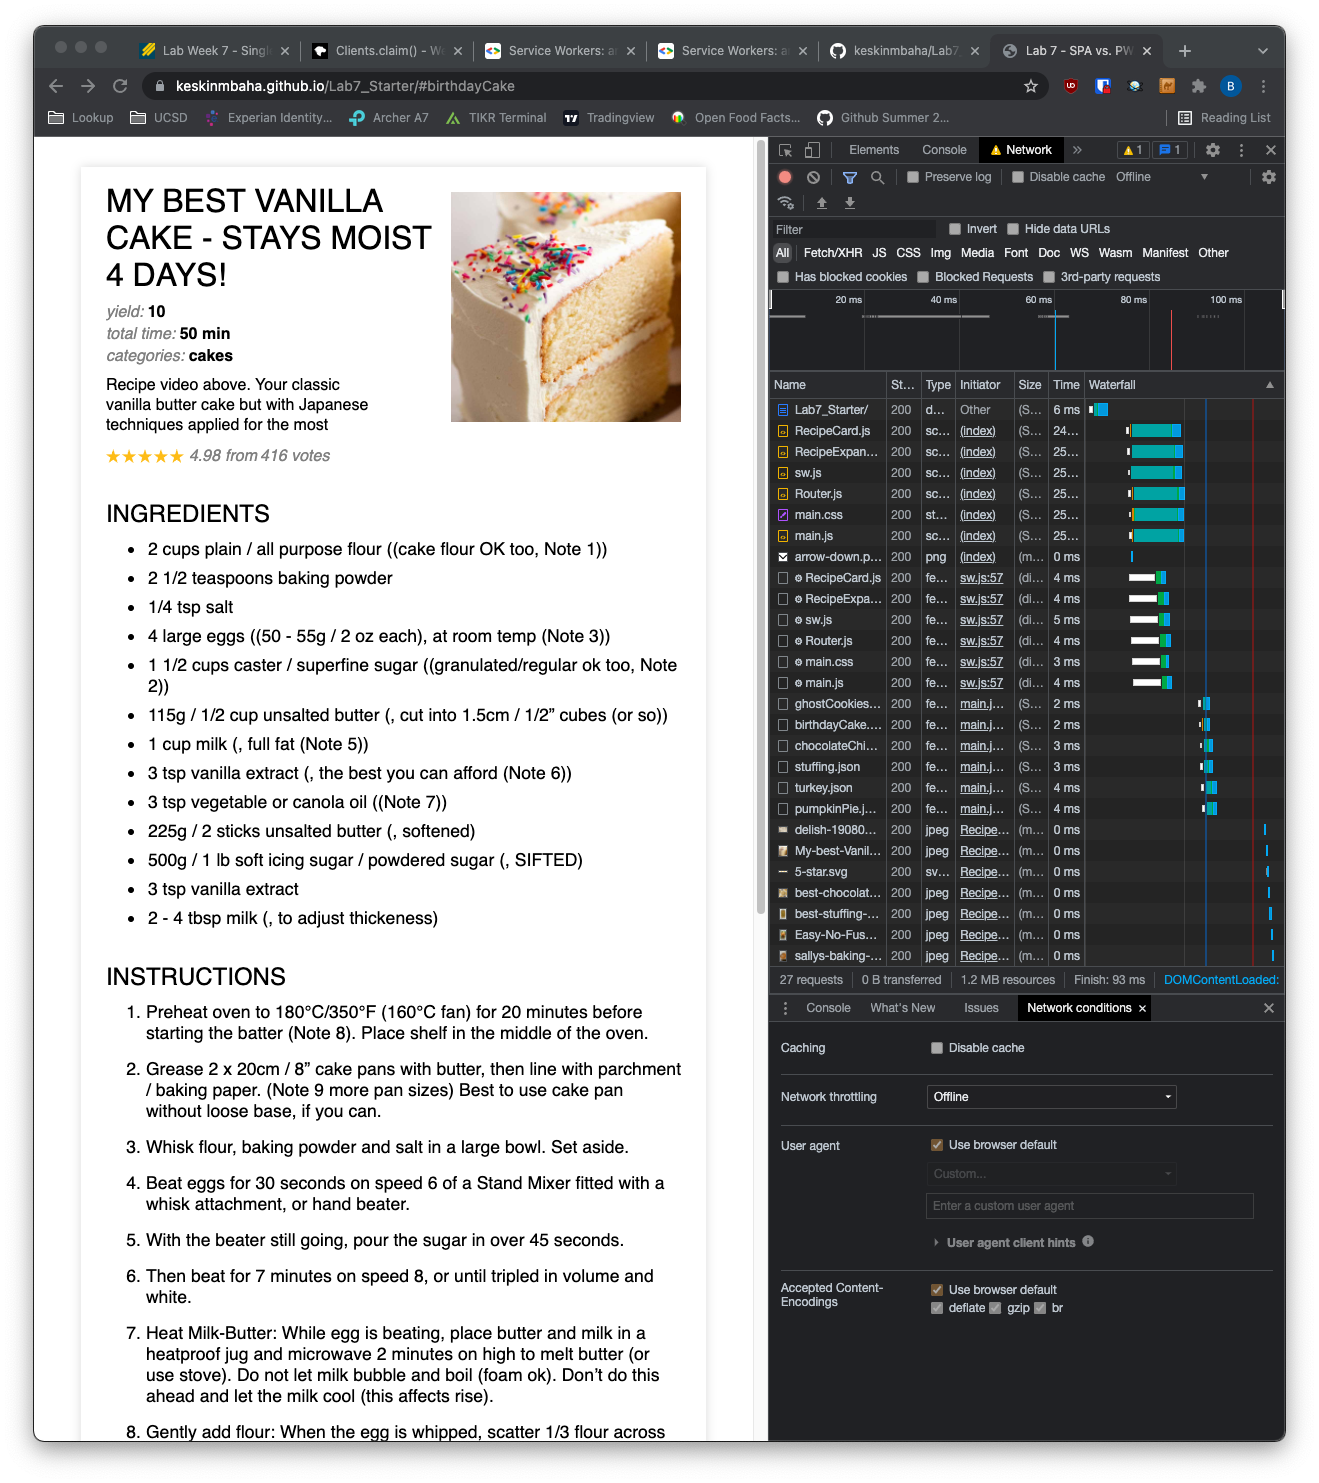 Lab Week 7 - Singl
Clients.claim() - We
Service Workers: a
Service Workers: a
keskinmbaha/Lab7
Lab 7 - SPA vs. PW
keskinmbaha.github.io/Lab7_Starter/#birthdayCake
B
Lookup
UCSD
Experian Identity...
Archer A7
TIKR Terminal
Tradingview
Open Food Facts...
Github Summer 2...
Reading List
MY BEST VANILLA
CAKE - STAYS MOIST
4 DAYS!
yield: 10
total time: 50 min
categories: cakes
Recipe video above. Your classic
vanilla butter cake but with Japanese
techniques applied for the most
4.98 from 416 votes
INGREDIENTS
2 cups plain / all purpose flour ((cake flour OK too, Note 1))
2 1/2 teaspoons baking powder
1/4 tsp salt
4 large eggs ((50 - 55g / 2 oz each), at room temp (Note 3))
1 1/2 cups caster / superfine sugar ((granulated/regular ok too, Note
2))
115g / 1/2 cup unsalted butter (, cut into 1.5cm / 1/2” cubes (or so))
1 cup milk (, full fat (Note 5))
3 tsp vanilla extract (, the best you can afford (Note 6))
3 tsp vegetable or canola oil ((Note 7))
225g / 2 sticks unsalted butter (, softened)
500g / 1 lb soft icing sugar / powdered sugar (, SIFTED)
3 tsp vanilla extract
2 - 4 tbsp milk (, to adjust thickeness)
INSTRUCTIONS
1. Preheat oven to 180°C/350°F (160°C fan) for 20 minutes before
starting the batter (Note 8). Place shelf in the middle of the oven.
2. Grease 2 x 20cm / 8” cake pans with butter, then line with parchment
/ baking paper. (Note 9 more pan sizes) Best to use cake pan
without loose base, if you can.
3. Whisk flour, baking powder and salt in a large bowl. Set aside.
4. Beat eggs for 30 seconds on speed 6 of a Stand Mixer fitted with a
whisk attachment, or hand beater.
5. With the beater still going, pour the sugar in over 45 seconds.
6. Then beat for 7 minutes on speed 8, or until tripled in volume and
white.
7. Heat Milk-Butter: While egg is beating, place butter and milk in a
heatproof jug and microwave 2 minutes on high to melt butter (or
use stove). Do not let milk bubble and boil (foam ok). Don’t do this
ahead and let the milk cool (this affects rise).
8. Gently add flour: When the egg is whipped, scatter 1/3 flour across
Elements Console Network » 1 1
Preserve log Disable cache Offline
Filter Invert Hide data URLs
All Fetch/XHR JS CSS Img Media Font Doc WS Wasm Manifest Other
Has blocked cookies Blocked Requests 3rd-party requests
20 ms 40 ms 60 ms 80 ms 100 ms
Name St... Type Initiator Size Time Waterfall
Lab7_Starter/ 200 d... Other (S... 6 ms
RecipeCard.js 200 sc... (index) (S... 24...
RecipeExpan... 200 sc... (index) (S... 25...
sw.js 200 sc... (index) (S... 25...
Router.js 200 sc... (index) (S... 25...
main.css 200 st... (index) (S... 25...
main.js 200 sc... (index) (S... 25...
arrow-down.p... 200 png (index) (m... 0 ms
RecipeCard.js 200 fe... sw.js:57 (di... 4 ms
RecipeExpa... 200 fe... sw.js:57 (di... 4 ms
sw.js 200 fe... sw.js:57 (di... 5 ms
Router.js 200 fe... sw.js:57 (di... 4 ms
main.css 200 fe... sw.js:57 (di... 3 ms
main.js 200 fe... sw.js:57 (di... 4 ms
ghostCookies... 200 fe... main.j... (S... 2 ms
birthdayCake.... 200 fe... main.j... (S... 2 ms
chocolateChi... 200 fe... main.j... (S... 3 ms
stuffing.json 200 fe... main.j... (S... 3 ms
turkey.json 200 fe... main.j... (S... 4 ms
pumpkinPie.j... 200 fe... main.j... (S... 4 ms
delish-19080... 200 jpeg Recipe... (m... 0 ms
My-best-Vanil... 200 jpeg Recipe... (m... 0 ms
5-star.svg 200 sv... Recipe... (m... 0 ms
best-chocolat... 200 jpeg Recipe... (m... 0 ms
best-stuffing-... 200 jpeg Recipe... (m... 0 ms
Easy-No-Fus... 200 jpeg Recipe... (m... 0 ms
sallys-baking-... 200 jpeg Recipe... (m... 0 ms
27 requests 0 B transferred 1.2 MB resources Finish: 93 ms DOMContentLoaded:
Console What's New Issues Network conditions
Caching Disable cache
Network throttling Offline
User agent Use browser default
Custom...
Enter a custom user agent
User agent client hints
Accepted Content-
Encodings
Use browser default
deflate gzip br